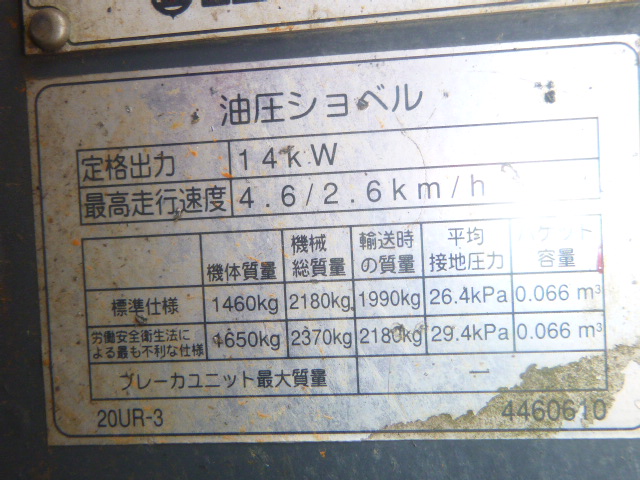 油圧ショベル
定格出力 14kW
最高走行速度 4.6/2.6km/h
機体質量 機械総質量 輸送時の質量 平均接地圧力 バケット容量
標準仕様 1460kg 2180kg 1990kg 26.4kPa 0.066 m³
労働安全衛生法による最も不利な仕様 1650kg 2370kg 2180kg 29.4kPa 0.066 m³
ブレーカユニット最大質量 —
20UR-3 4460610